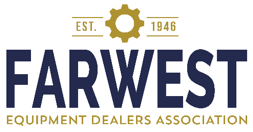 EST. 1946
FARWEST
EQUIPMENT DEALERS ASSOCIATION